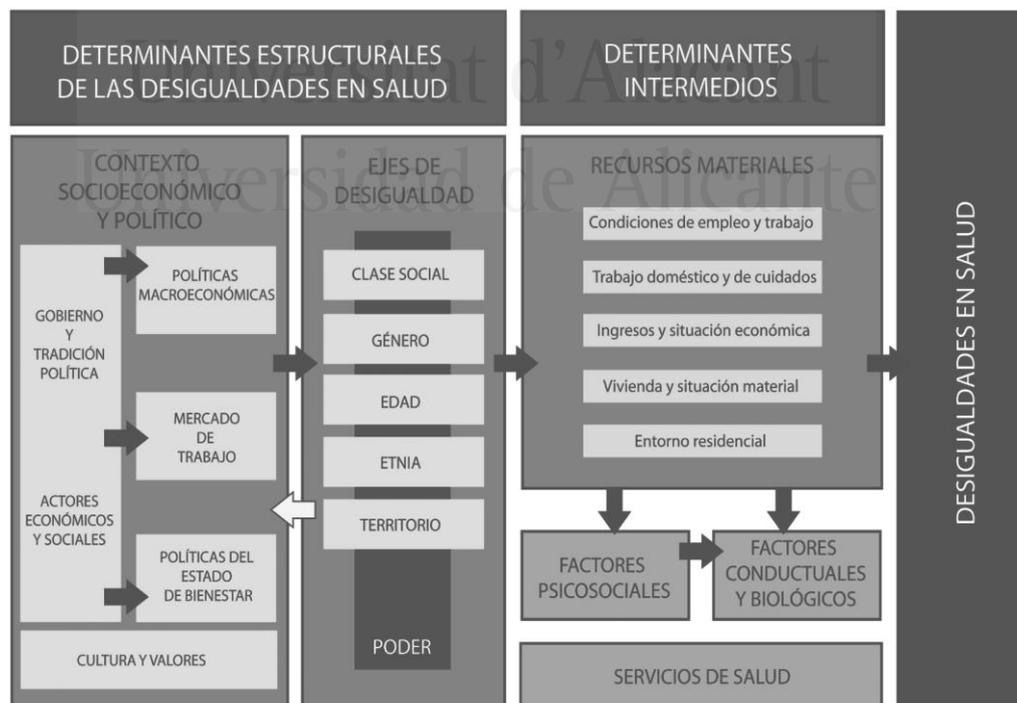 DETERMINANTES ESTRUCTURALES
DE LAS DESIGUALDADES EN SALUD
DETERMINANTES
INTERMEDIOS
Universitat d'Alacant
Universidad de Alicante
CONTEXTO
SOCIOECONÓMICO
Y POLÍTICO
GOBIERNO
Y
TRADICIÓN
POLÍTICA
ACTORES
ECONÓMICOS
Y SOCIALES
POLÍTICAS
MACROECONÓMICAS
MERCADO
DE
TRABAJO
POLÍTICAS DEL
ESTADO
DE BIENESTAR
CULTURA Y VALORES
EJES DE
DESIGUALDAD
CLASE SOCIAL
GÉNERO
EDAD
ETNIA
TERRITORIO
PODER
RECURSOS MATERIALES
Condiciones de empleo y trabajo
Trabajo doméstico y de cuidados
Ingresos y situación económica
Vivienda y situación material
Entorno residencial
FACTORES
PSICOSOCIALES
FACTORES
CONDUCTUALES
Y BIOLÓGICOS
SERVICIOS DE SALUD
DESIGUALDADES EN SALUD